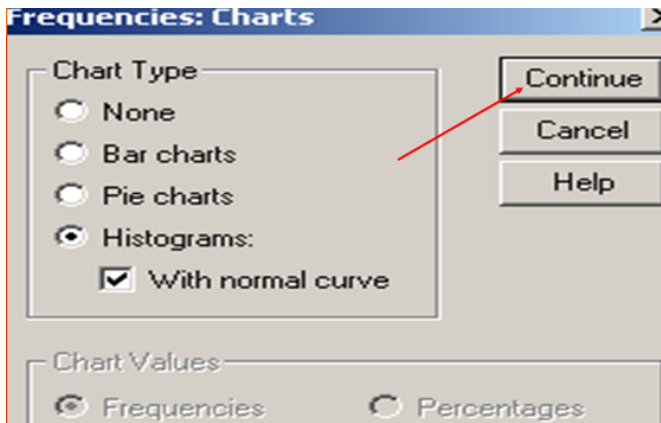 Frequencies: Charts
Chart Type
None
Bar charts
Pie charts
Histograms:
With normal curve
Continue
Cancel
Help
Chart Values
Frequencies
Percentages